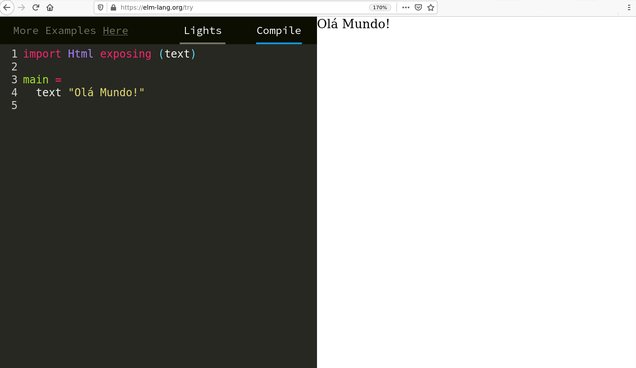 https://elm-lang.org/try
170%
More Examples Here
Lights
Compile
1 import Html exposing (text)
2
3 main =
4   text "Olá Mundo!"
5
Olá Mundo!